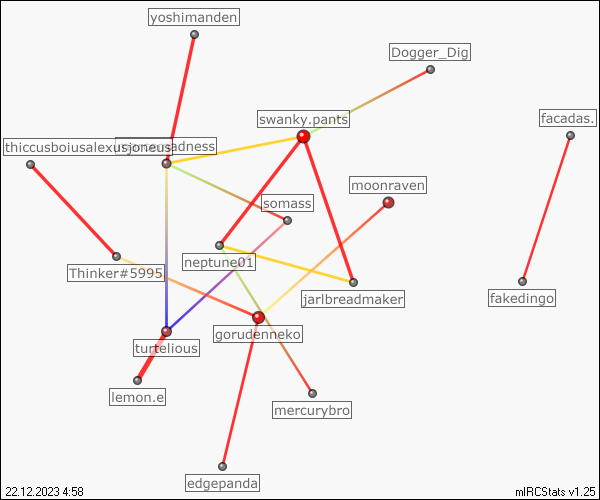 yoshimanden
Dogger_Dig
swanky.pants
facadas.
thiccusboiusalexusjoneus
moonraven
somass
neptune01
Thinker#5995
jarlbreadmaker
fakedingo
gorudenneko
turtelious
lemon.e
mercurybro
edgepanda
22.12.2023 4:58
mIRCStats v1.25